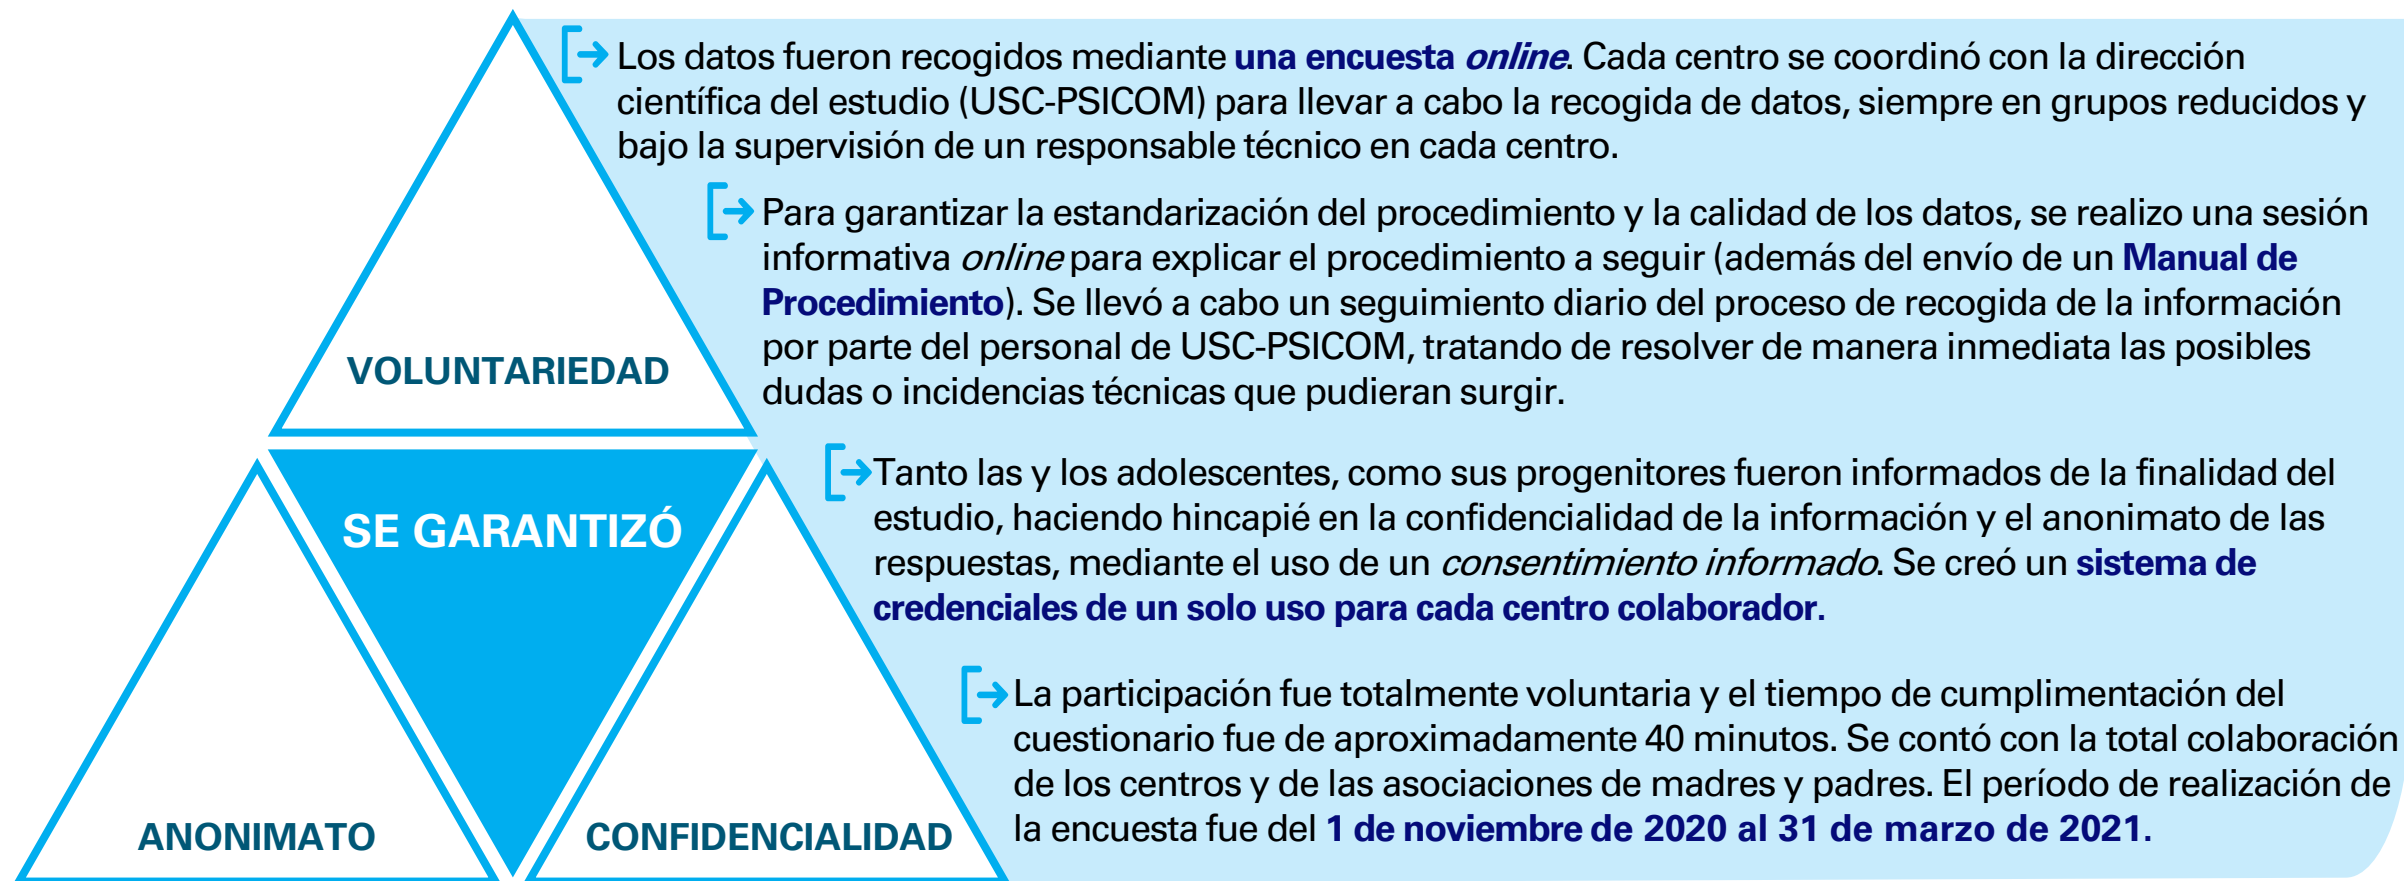 Los datos fueron recogidos mediante una encuesta online. Cada centro se coordinó con la dirección
científica del estudio (USC-PSICOM) para llevar a cabo la recogida de datos, siempre en grupos reducidos y
bajo la supervisión de un responsable técnico en cada centro.
Para garantizar la estandarización del procedimiento y la calidad de los datos, se realizo una sesión
informativa online para explicar el procedimiento a seguir (además del envío de un Manual de
Procedimiento). Se llevó a cabo un seguimiento diario del proceso de recogida de la información
por parte del personal de USC-PSICOM, tratando de resolver de manera inmediata las posibles
dudas o incidencias técnicas que pudieran surgir.
Tanto las y los adolescentes, como sus progenitores fueron informados de la finalidad del
estudio, haciendo hincapié en la confidencialidad de la información y el anonimato de las
respuestas, mediante el uso de un consentimiento informado. Se creó un sistema de
credenciales de un solo uso para cada centro colaborador.
La participación fue totalmente voluntaria y el tiempo de cumplimentación del
cuestionario fue de aproximadamente 40 minutos. Se contó con la total colaboración
de los centros y de las asociaciones de madres y padres. El período de realización de
la encuesta fue del 1 de noviembre de 2020 al 31 de marzo de 2021.
VOLUNTARIEDAD
SE GARANTIZÓ
ANONIMATO
CONFIDENCIALIDAD